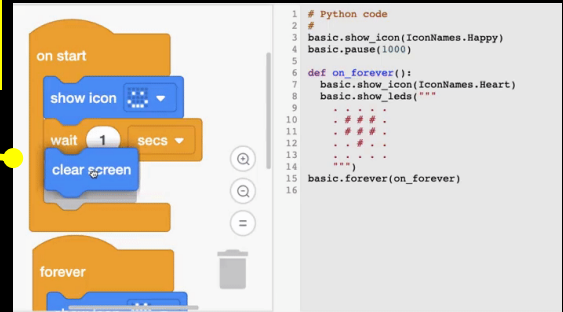 on start
show icon
wait 1 secs
clear screen
forever
1 # Python code
2 #
3 basic.show_icon(IconNames.Happy)
4 basic.pause(1000)
5
6 def on_forever():
7 basic.show_icon(IconNames.Heart)
8 basic.show_leds("""
9 . . . . .
10 . # # # .
11 . # # # .
12 . . # . .
13 . . . . .
14 """)
15 basic.forever(on_forever)
16